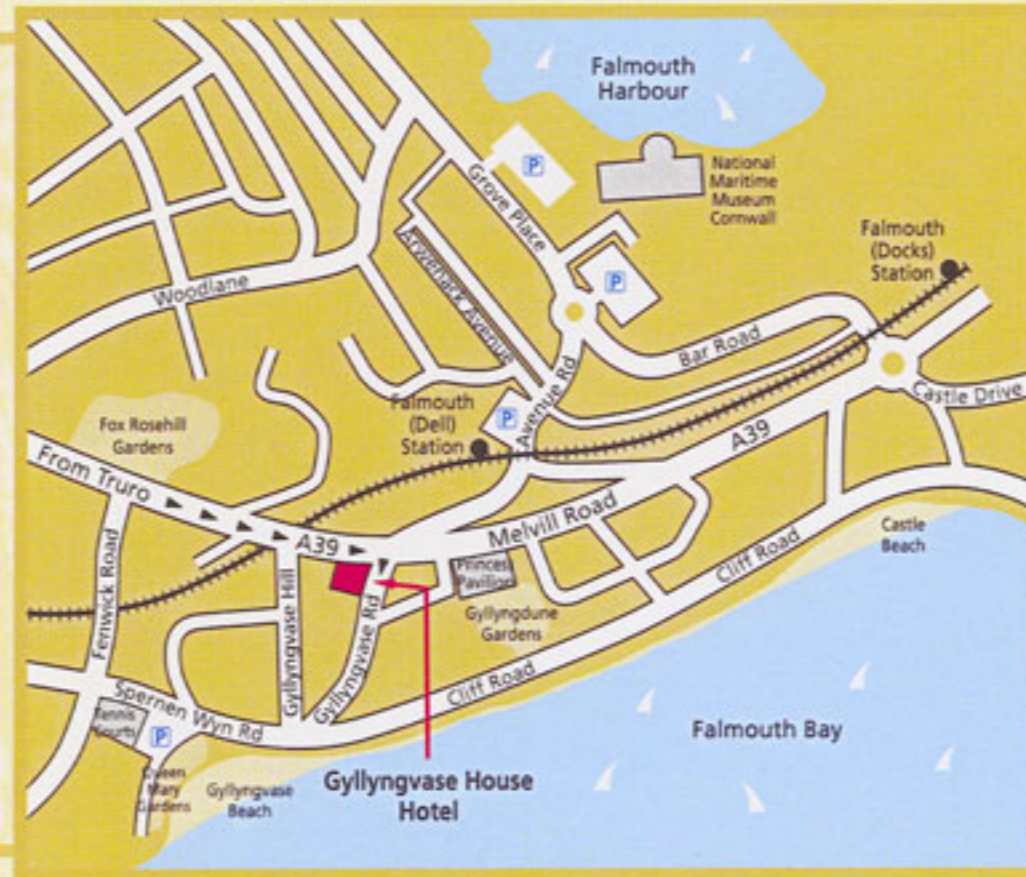 Falmouth
Harbour
P
National
Maritime
Museum
Cornwall
Grove Place
Falmouth
(Docks)
Station
P
Arwenack Avenue
Woodlane
Bar Road
Castle Drive
Avenue Rd
Falmouth
(Dell)
Station
P
Fox Rosehill
Gardens
A39
From Truro
Melvill Road
A39
Castle
Beach
Cliff Road
Princess
Pavilion
Fenwick Road
Gyllyngvase Hill
Gyllyngvase Rd
Gyllyngdune
Gardens
Cliff Road
Spernen Wyn Rd
Tennis
Courts
P
Falmouth Bay
Queen
Mary
Gardens
Gyllyngvase
Beach
Gyllyngvase House
Hotel